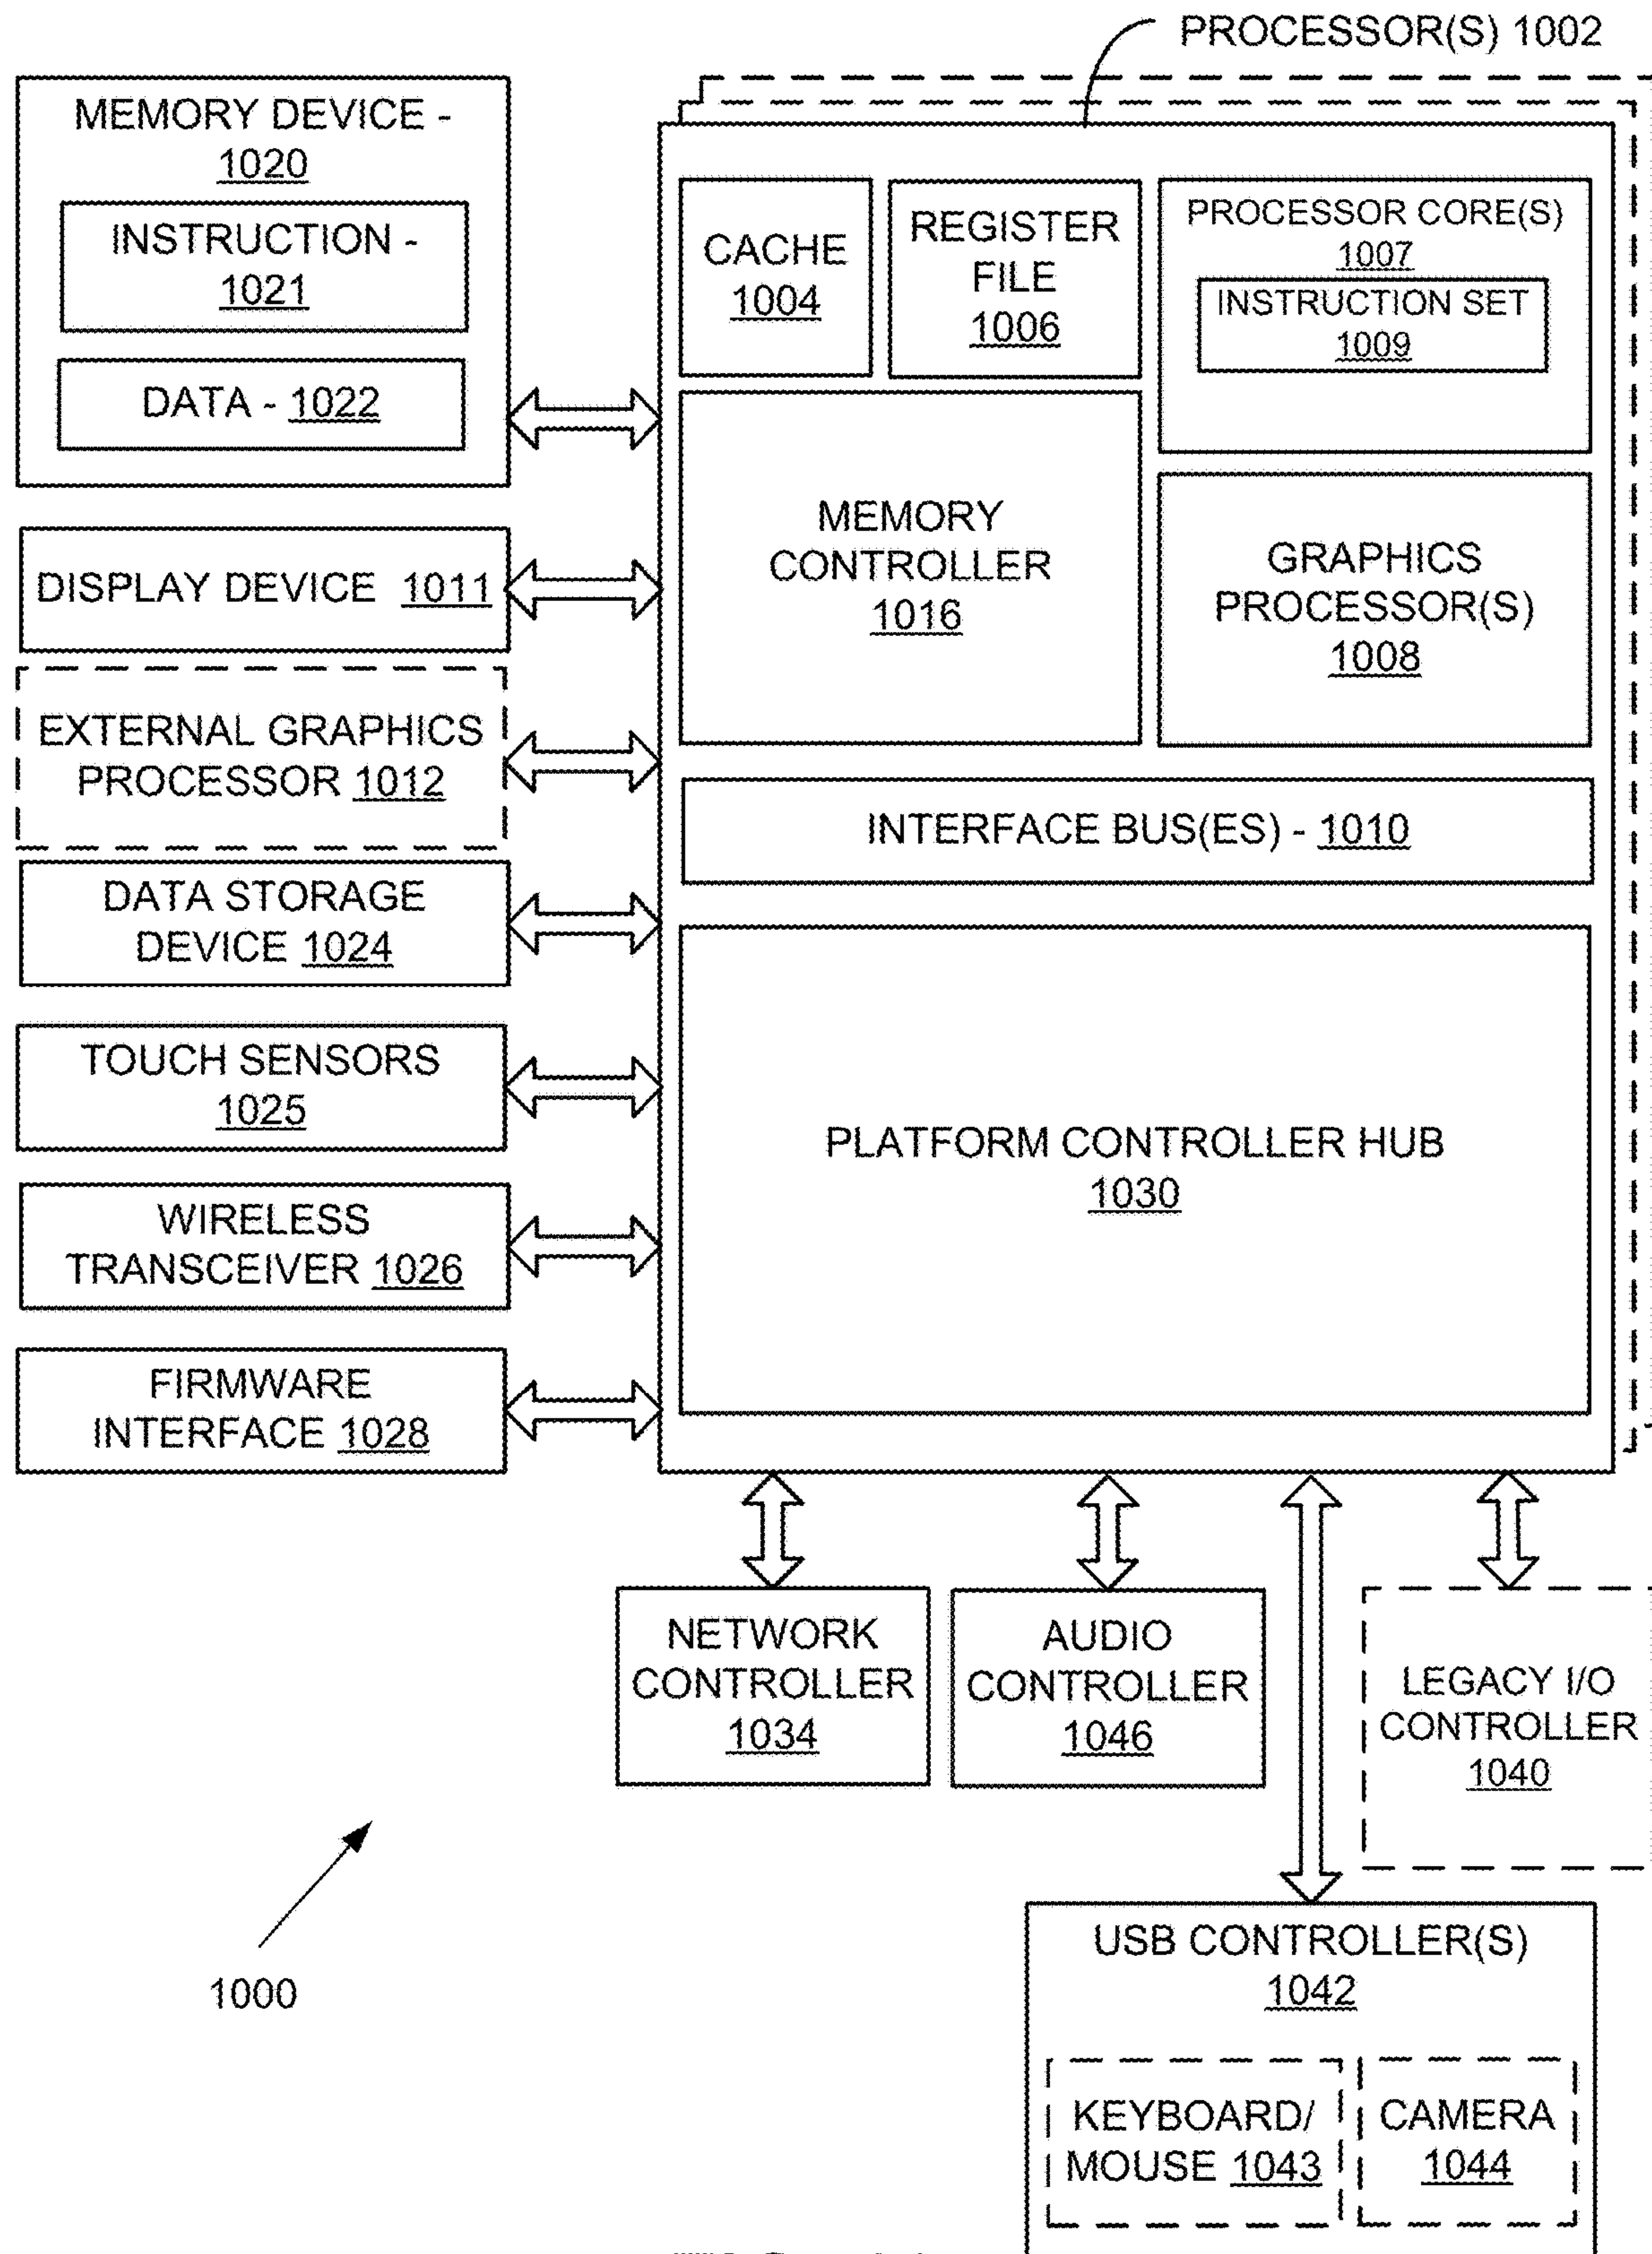 PROCESSOR(S) 1002
MEMORY DEVICE -
1020
INSTRUCTION -
1021
DATA - 1022
CACHE
1004
REGISTER
FILE
1006
PROCESSOR CORE(S)
1007
INSTRUCTION SET
1009
MEMORY
CONTROLLER
1016
GRAPHICS
PROCESSOR(S)
1008
DISPLAY DEVICE 1011
EXTERNAL GRAPHICS
PROCESSOR 1012
INTERFACE BUS(ES) - 1010
DATA STORAGE
DEVICE 1024
TOUCH SENSORS
1025
PLATFORM CONTROLLER HUB
1030
WIRELESS
TRANSCEIVER 1026
FIRMWARE
INTERFACE 1028
NETWORK
CONTROLLER
1034
AUDIO
CONTROLLER
1046
LEGACY I/O
CONTROLLER
1040
1000
USB CONTROLLER(S)
1042
KEYBOARD/
MOUSE 1043
CAMERA
1044